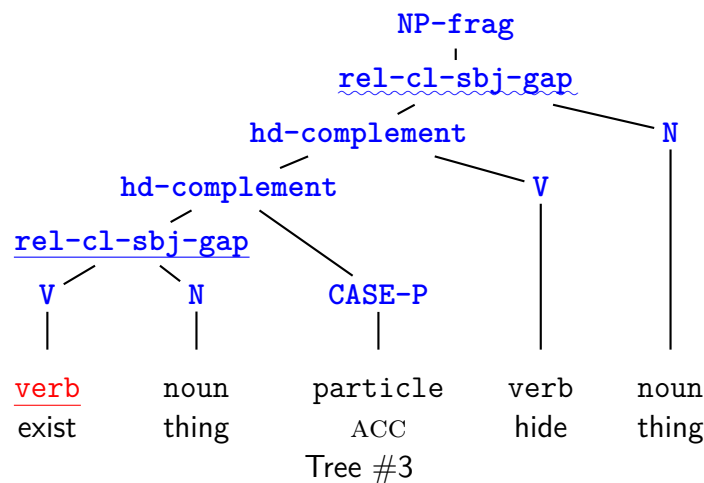 NP-frag
rel-cl-sbj-gap
hd-complement N
hd-complement V
rel-cl-sbj-gap
V N CASE-P
verb noun particle verb noun
exist thing ACC hide thing
Tree #3